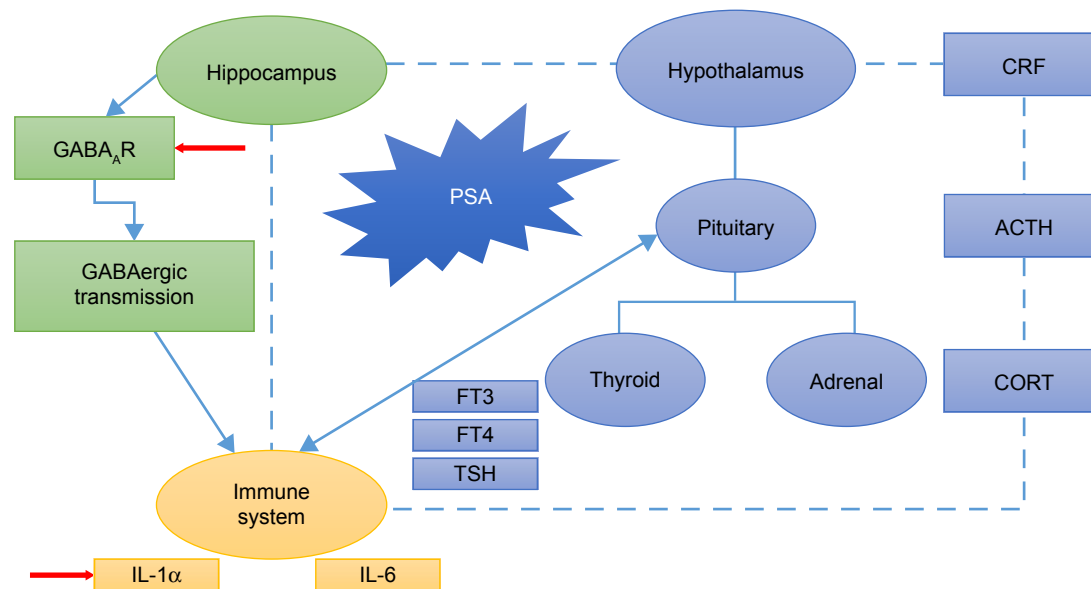 Hippocampus
Hypothalamus
CRF
GABA_AR
PSA
Pituitary
ACTH
GABAergic
transmission
Thyroid
Adrenal
CORT
FT3
FT4
TSH
Immune
system
IL-1α
IL-6